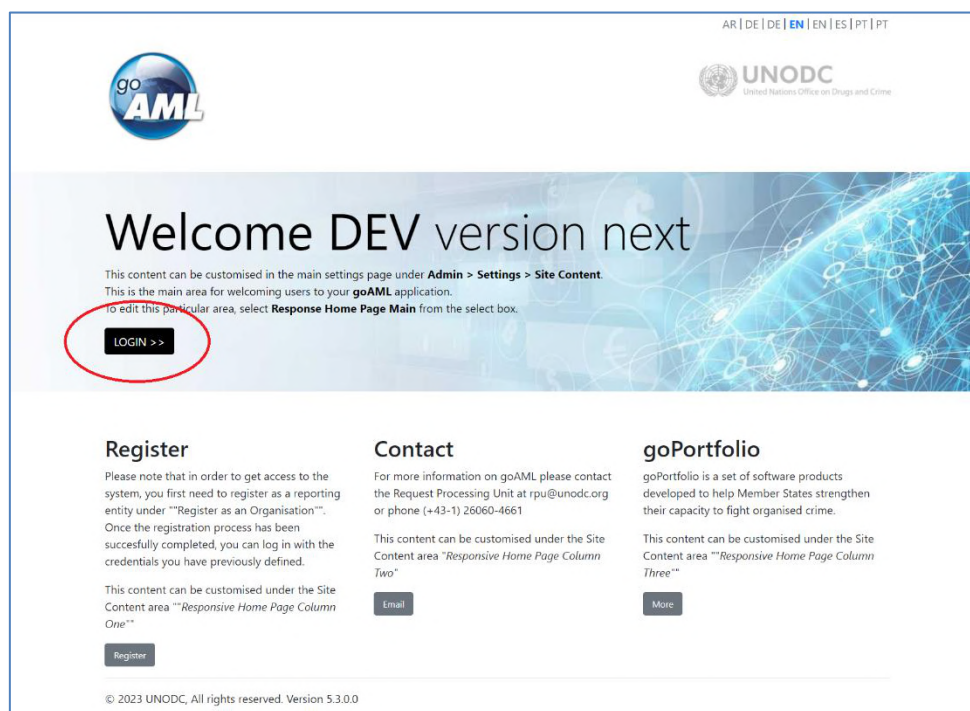 AR | DE | DE | EN | EN | ES | PT | PT
go
AML
UNODC
United Nations Office on Drugs and Crime
Welcome DEV version next
This content can be customised in the main settings page under Admin > Settings > Site Content.
This is the main area for welcoming users to your goAML application.
To edit this particular area, select Response Home Page Main from the select box.
LOGIN >>
Register
Please note that in order to get access to the
system, you first need to register as a reporting
entity under ""Register as an Organisation"".
Once the registration process has been
succesfully completed, you can log in with the
credentials you have previously defined.
This content can be customised under the Site
Content area ""Responsive Home Page Column
One""
Register
Contact
For more information on goAML please contact
the Request Processing Unit at rpu@unodc.org
or phone (+43-1) 26060-4661
This content can be customised under the Site
Content area "Responsive Home Page Column
Two"
Email
goPortfolio
goPortfolio is a set of software products
developed to help Member States strengthen
their capacity to fight organised crime.
This content can be customised under the Site
Content area ""Responsive Home Page Column
Three""
More
© 2023 UNODC, All rights reserved. Version 5.3.0.0